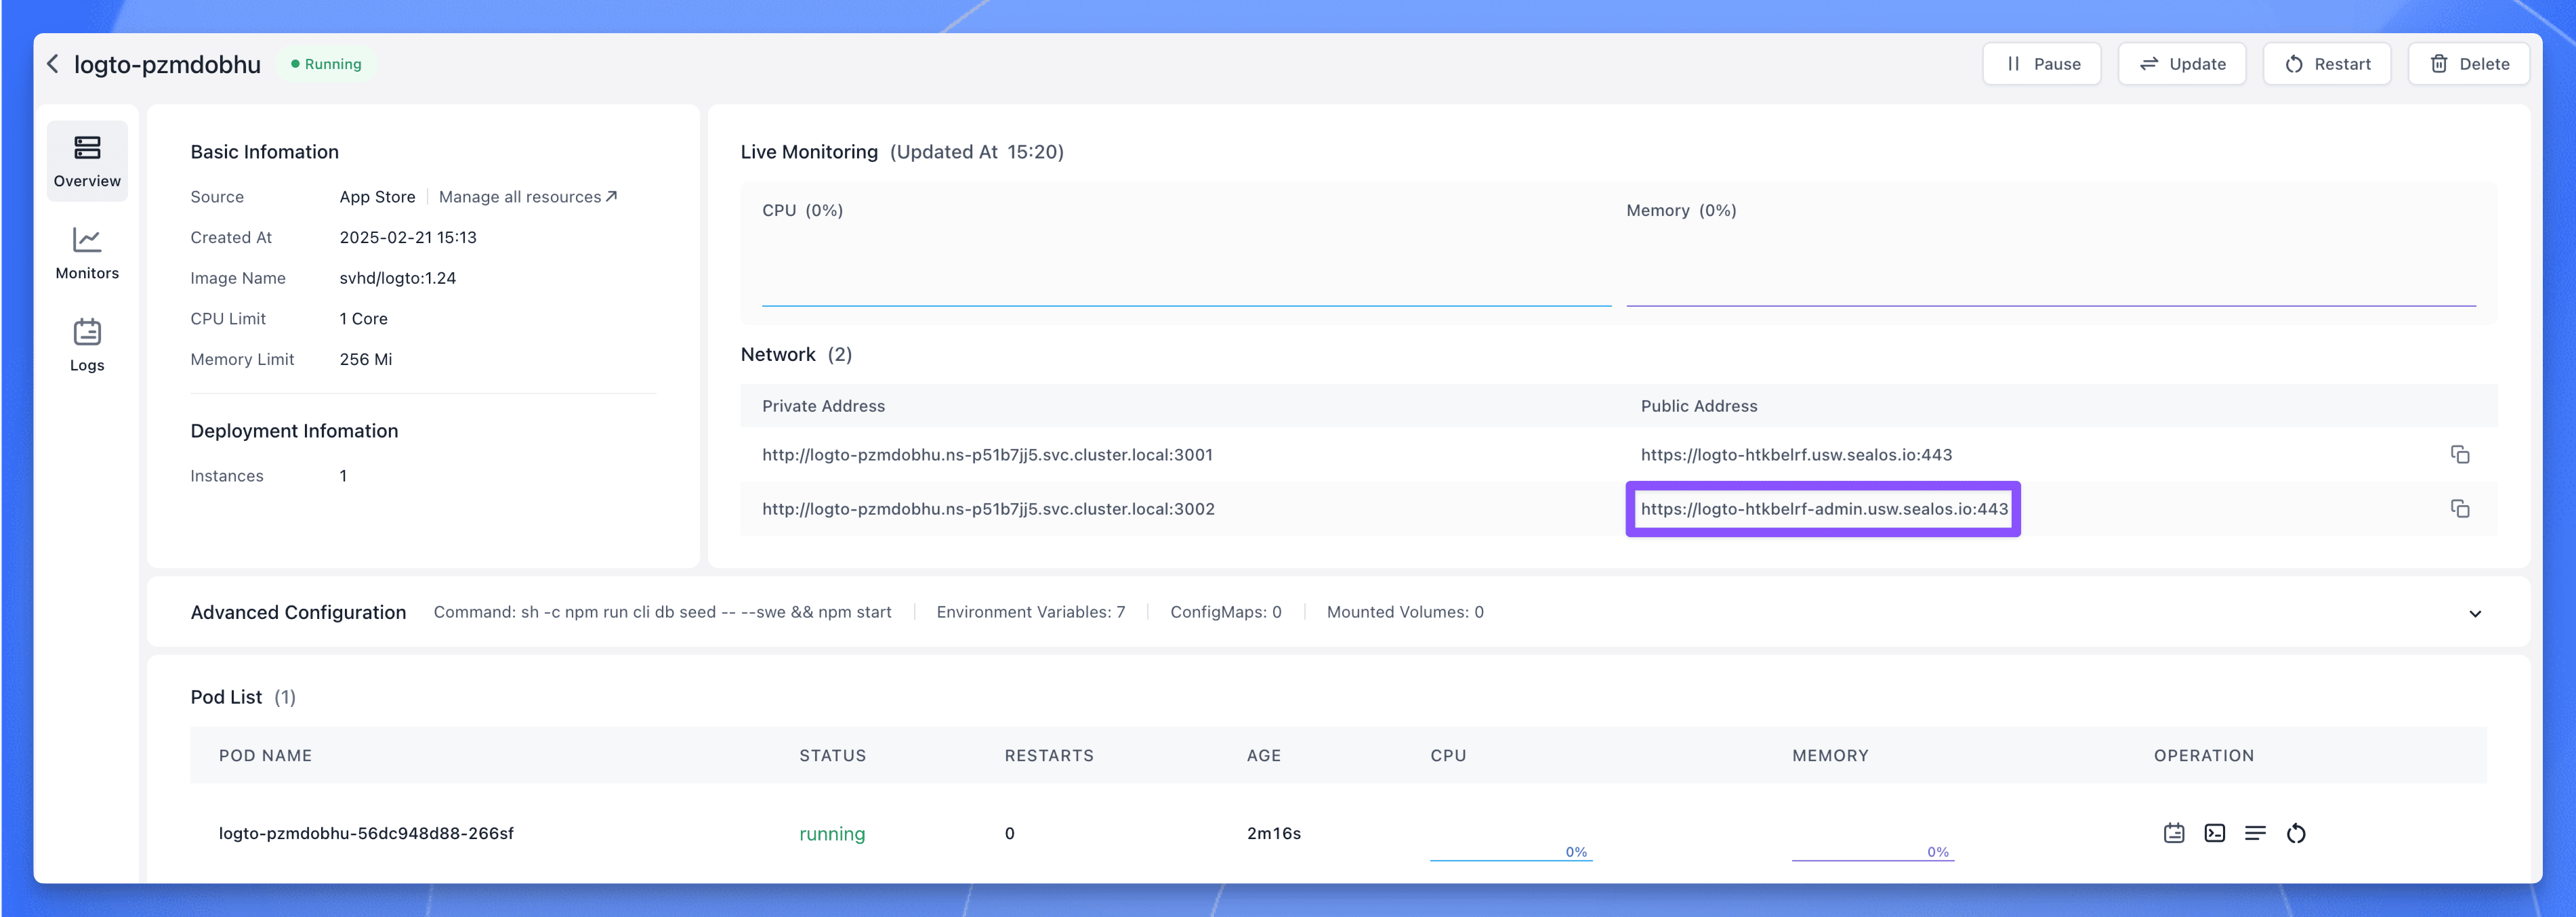 logto-pzmdobhu Running Pause Update Restart Delete
Overview
Monitors
Logs
Basic Infomation
Source App Store Manage all resources
Created At 2025-02-21 15:13
Image Name svhd/logto:1.24
CPU Limit 1 Core
Memory Limit 256 Mi
Deployment Infomation
Instances 1
Live Monitoring (Updated At 15:20)
CPU (0%) Memory (0%)
Network (2)
Private Address Public Address
http://logto-pzmdobhu.ns-p51b7jj5.svc.cluster.local:3001 https://logto-htkbelrf.usw.sealos.io:443
http://logto-pzmdobhu.ns-p51b7jj5.svc.cluster.local:3002 https://logto-htkbelrf-admin.usw.sealos.io:443
Advanced Configuration Command: sh -c npm run cli db seed -- --swe && npm start Environment Variables: 7 ConfigMaps: 0 Mounted Volumes: 0
Pod List (1)
POD NAME STATUS RESTARTS AGE CPU MEMORY OPERATION
logto-pzmdobhu-56dc948d88-266sf running 0 2m16s 0% 0%